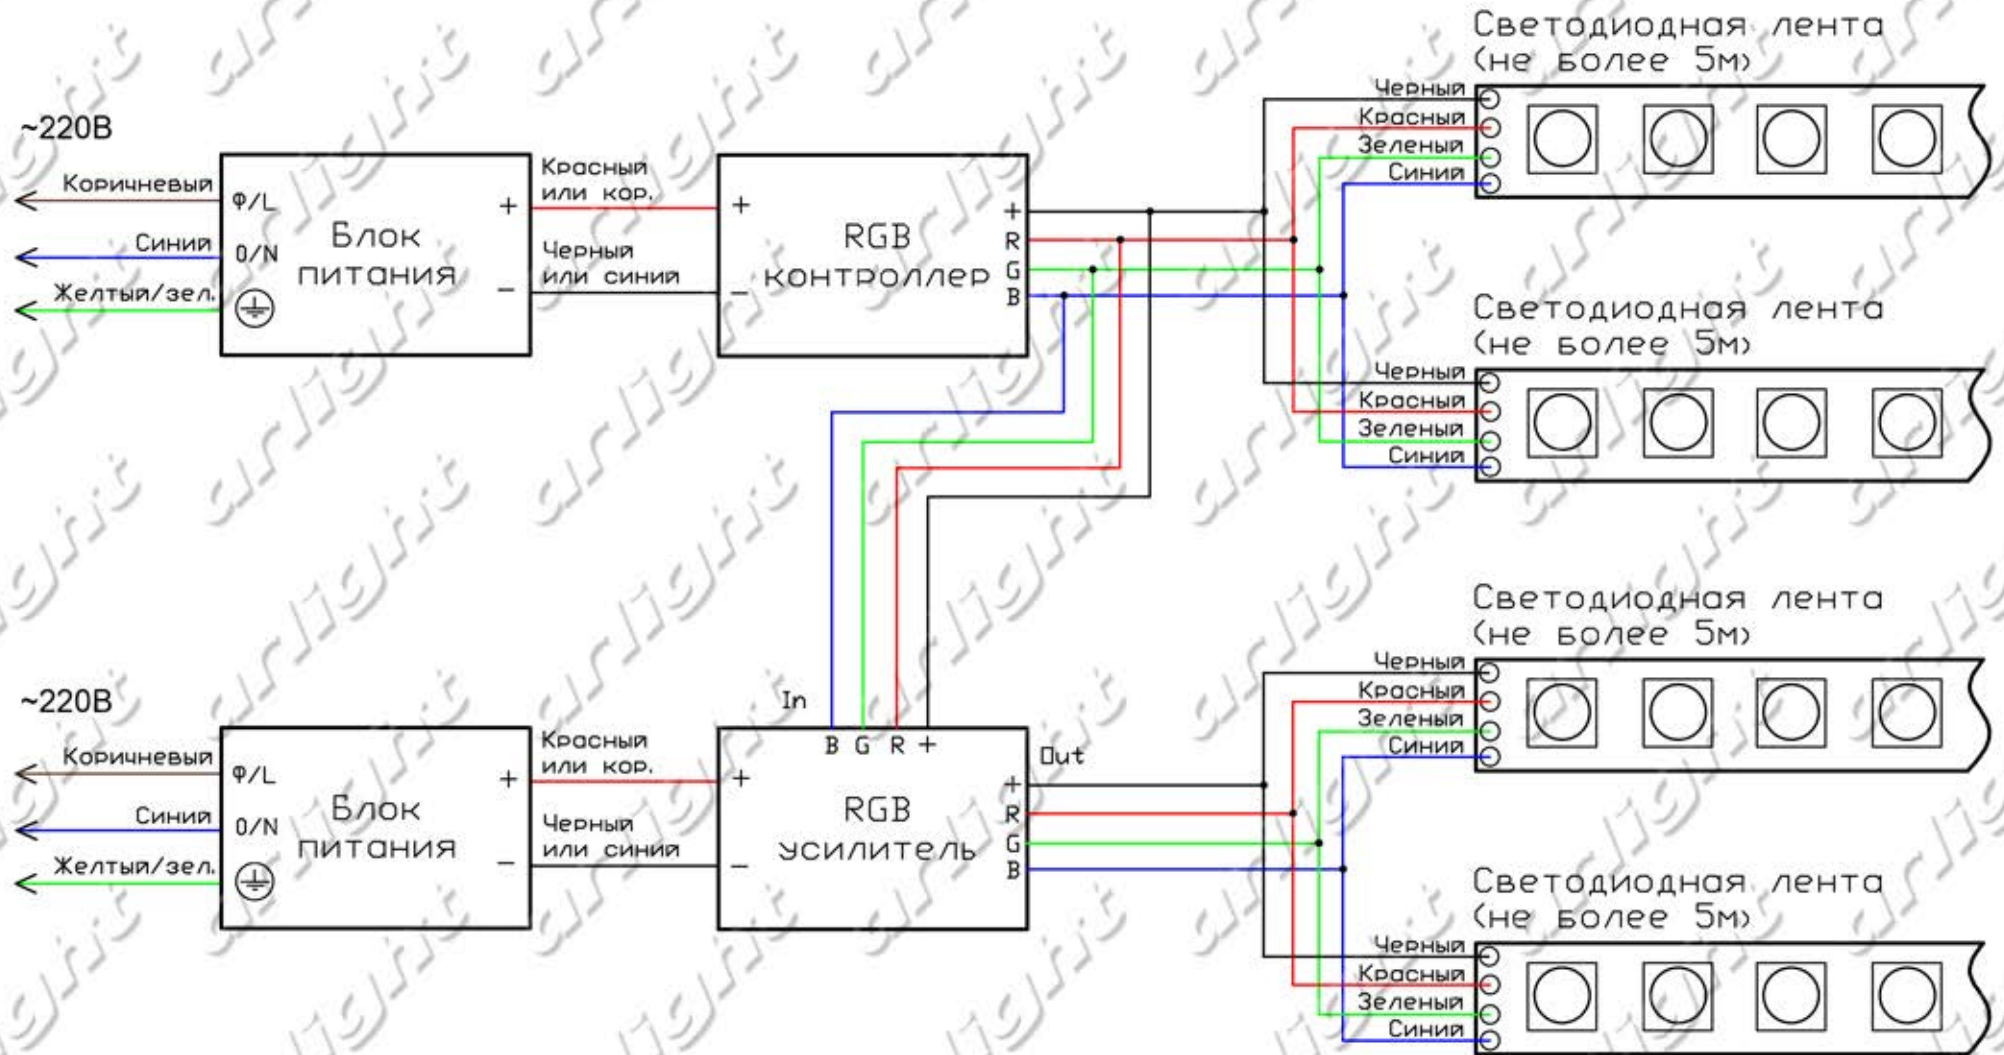 Светодиодная лента
(не более 5м)
Черный
Красный
Зеленый
Синий
~220В
Коричневый
Синий
Желтый/зел.
Ф/L
0/N
Блок
питания
+
−
Красный
или кор.
Черный
или синий
+
−
RGB
контроллер
+
R
G
B
Светодиодная лента
(не более 5м)
Черный
Красный
Зеленый
Синий
Светодиодная лента
(не более 5м)
Черный
Красный
Зеленый
Синий
~220В
Коричневый
Синий
Желтый/зел.
Ф/L
0/N
Блок
питания
+
−
Красный
или кор.
Черный
или синий
In
B G R +
+
−
RGB
усилитель
Out
+
R
G
B
Светодиодная лента
(не более 5м)
Черный
Красный
Зеленый
Синий
arlight